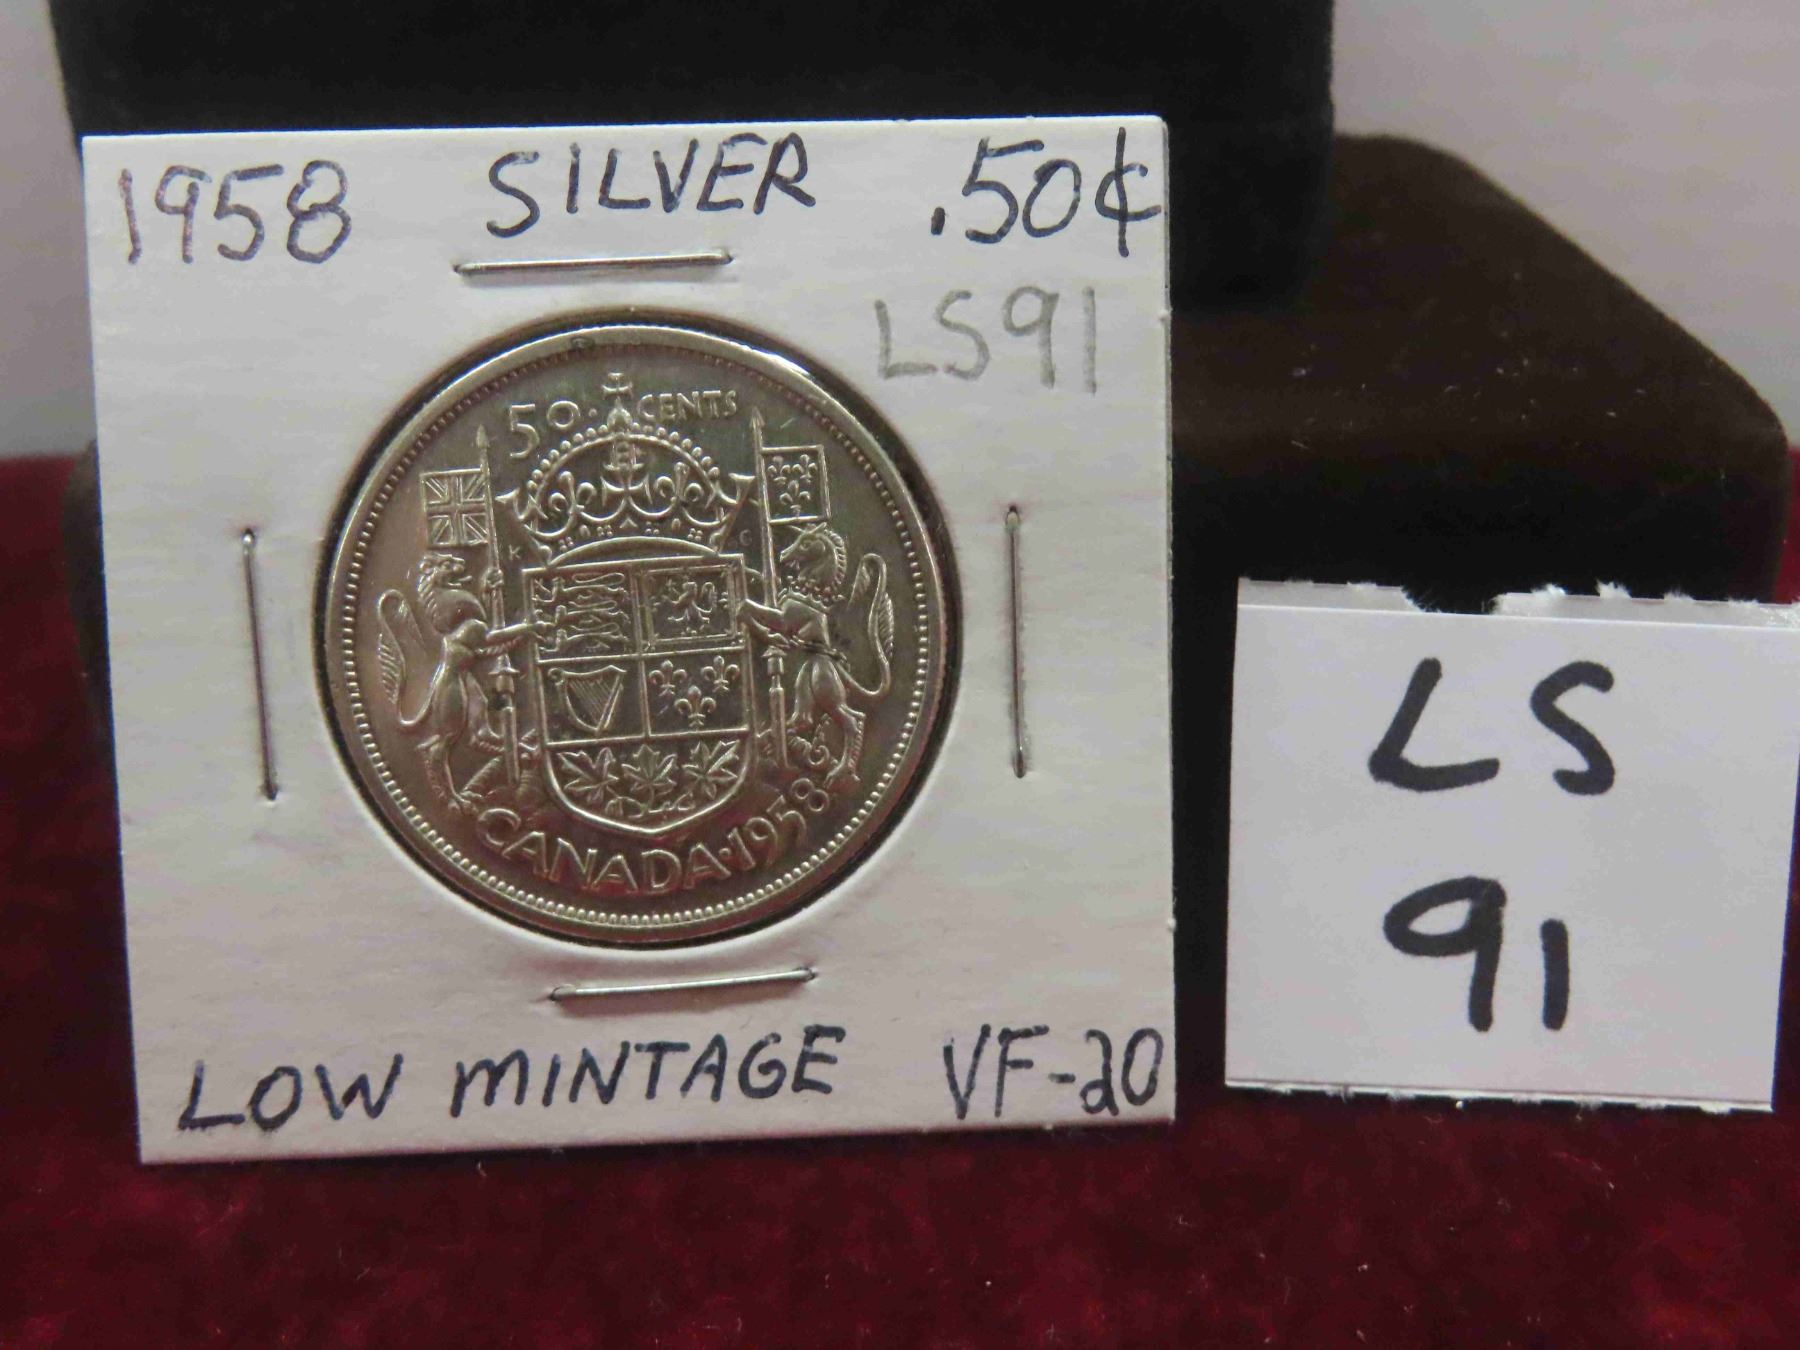 1958 SILVER .50¢
LS91
50 · CENTS
K G
CANADA · 1958
LOW MINTAGE VF-20
LS
91